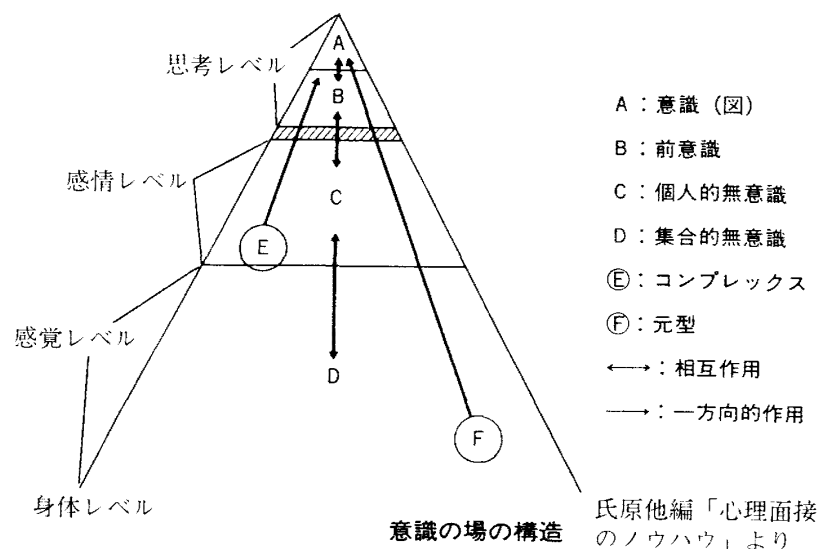 A
思考レベル
B
感情レベル
C
E
感覚レベル
D
F
身体レベル
A：意識（図）
B：前意識
C：個人的無意識
D：集合的無意識
Ⓔ：コンプレックス
Ⓕ：元型
←→：相互作用
―→：一方向的作用
意識の場の構造
氏原他編「心理面接
のノウハウ」より